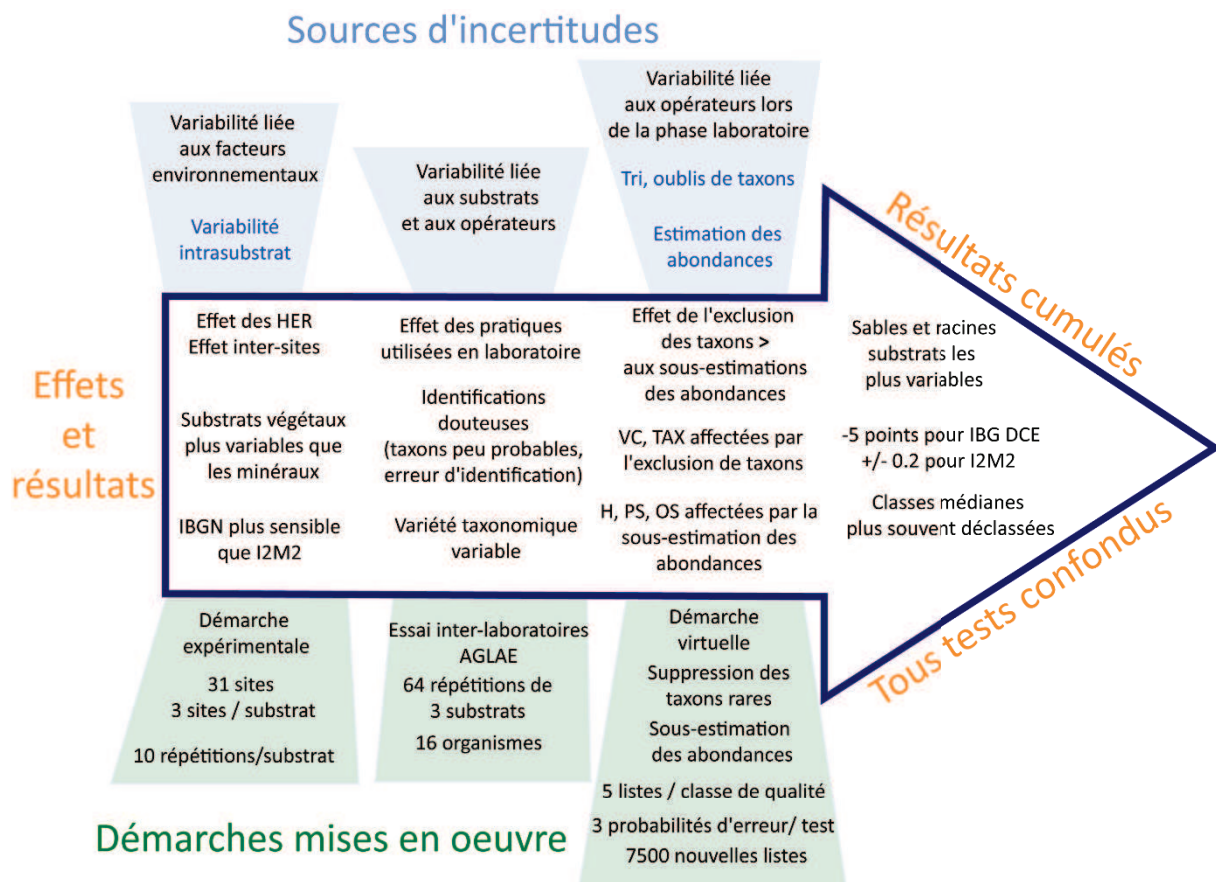 Sources d'incertitudes
Variabilité liée
aux facteurs
environnementaux
Variabilité
intrasubstrat
Variabilité liée
aux substrats
et aux opérateurs
Variabilité liée
aux opérateurs lors
de la phase laboratoire
Tri, oublis de taxons
Estimation des
abondances
Effets
et
résultats
Effet des HER
Effet inter-sites
Substrats végétaux
plus variables que
les minéraux
IBGN plus sensible
que I2M2
Effet des pratiques
utilisées en laboratoire
Identifications
douteuses
(taxons peu probables,
erreur d'identification)
Variété taxonomique
variable
Effet de l'exclusion
des taxons >
aux sous-estimations
des abondances
VC, TAX affectées par
l'exclusion de taxons
H, PS, OS affectées par la
sous-estimation des
abondances
Résultats cumulés
Sables et racines
substrats les
plus variables
-5 points pour IBG DCE
+/- 0.2 pour I2M2
Classes médianes
plus souvent déclassées
Tous tests confondus
Démarche
expérimentale
31 sites
3 sites / substrat
10 répétitions/substrat
Essai inter-laboratoires
AGLAE
64 répétitions de
3 substrats
16 organismes
Démarche
virtuelle
Suppression des
taxons rares
Sous-estimation
des abondances
5 listes / classe de qualité
3 probabilités d'erreur/ test
7500 nouvelles listes
Démarches mises en oeuvre